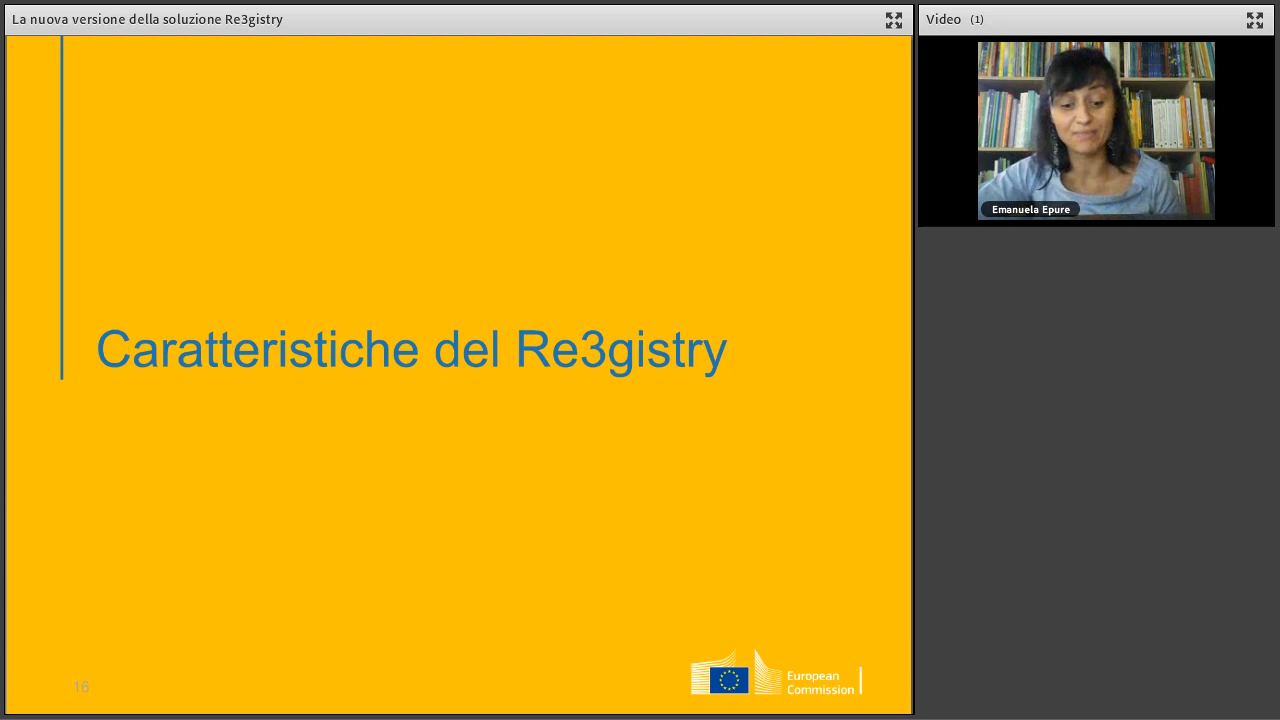 La nuova versione della soluzione Re3gistry
Video (1)
Emanuela Epure
Caratteristiche del Re3gistry
16
European
Commission